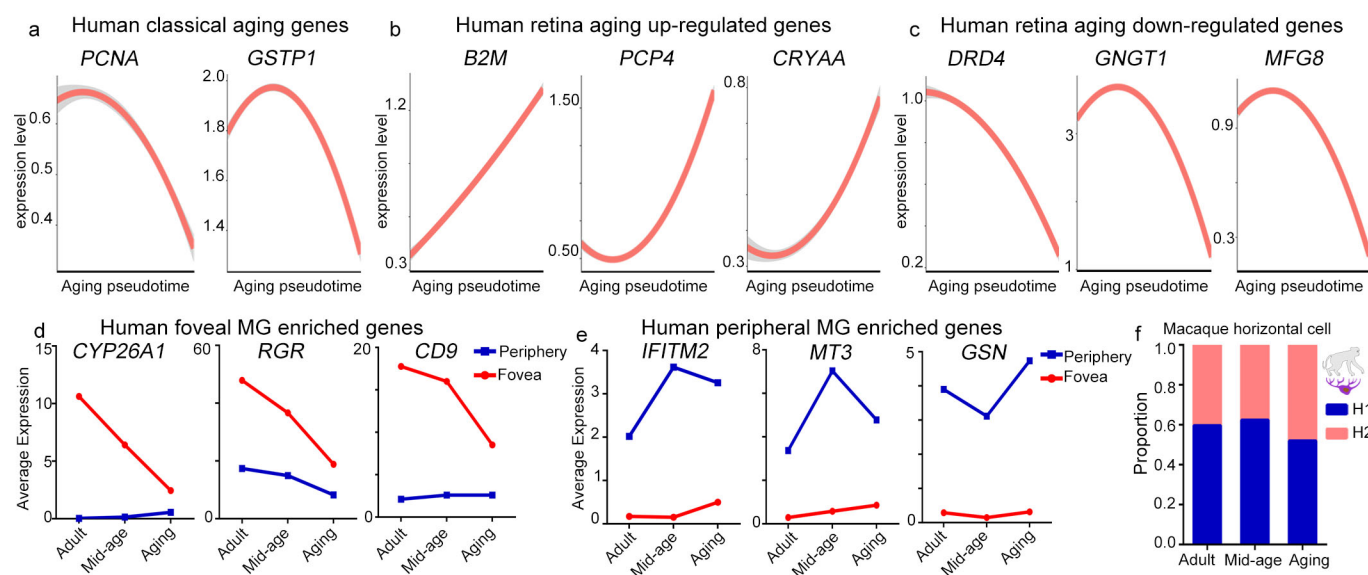 a Human classical aging genes
PCNA GSTP1
expression level
0.6
0.5
0.4
2.0
1.8
1.6
1.4
Aging pseudotime Aging pseudotime
b Human retina aging up-regulated genes
B2M PCP4 CRYAA
expression level
1.2
0.3
1.50
0.50
0.8
0.3
Aging pseudotime Aging pseudotime Aging pseudotime
c Human retina aging down-regulated genes
DRD4 GNGT1 MFG8
expression level
1.0
0.2
3
1
0.9
0.3
Aging pseudotime Aging pseudotime Aging pseudotime
d Human foveal MG enriched genes
CYP26A1 RGR CD9
Periphery
Fovea
Average Expression
15
10
5
0
60
0
20
0
Adult Mid-age Aging Adult Mid-age Aging Adult Mid-age Aging
e Human peripheral MG enriched genes
IFITM2 MT3 GSN
Periphery
Fovea
Average Expression
4
3
2
1
0
8
4
0
5
0
Adult Mid-age Aging Adult Mid-age Aging Adult Mid-age Aging
f Macaque horizontal cell
Proportion
1.0
0.8
0.6
0.4
0.2
0.0
H1
H2
Adult Mid-age Aging